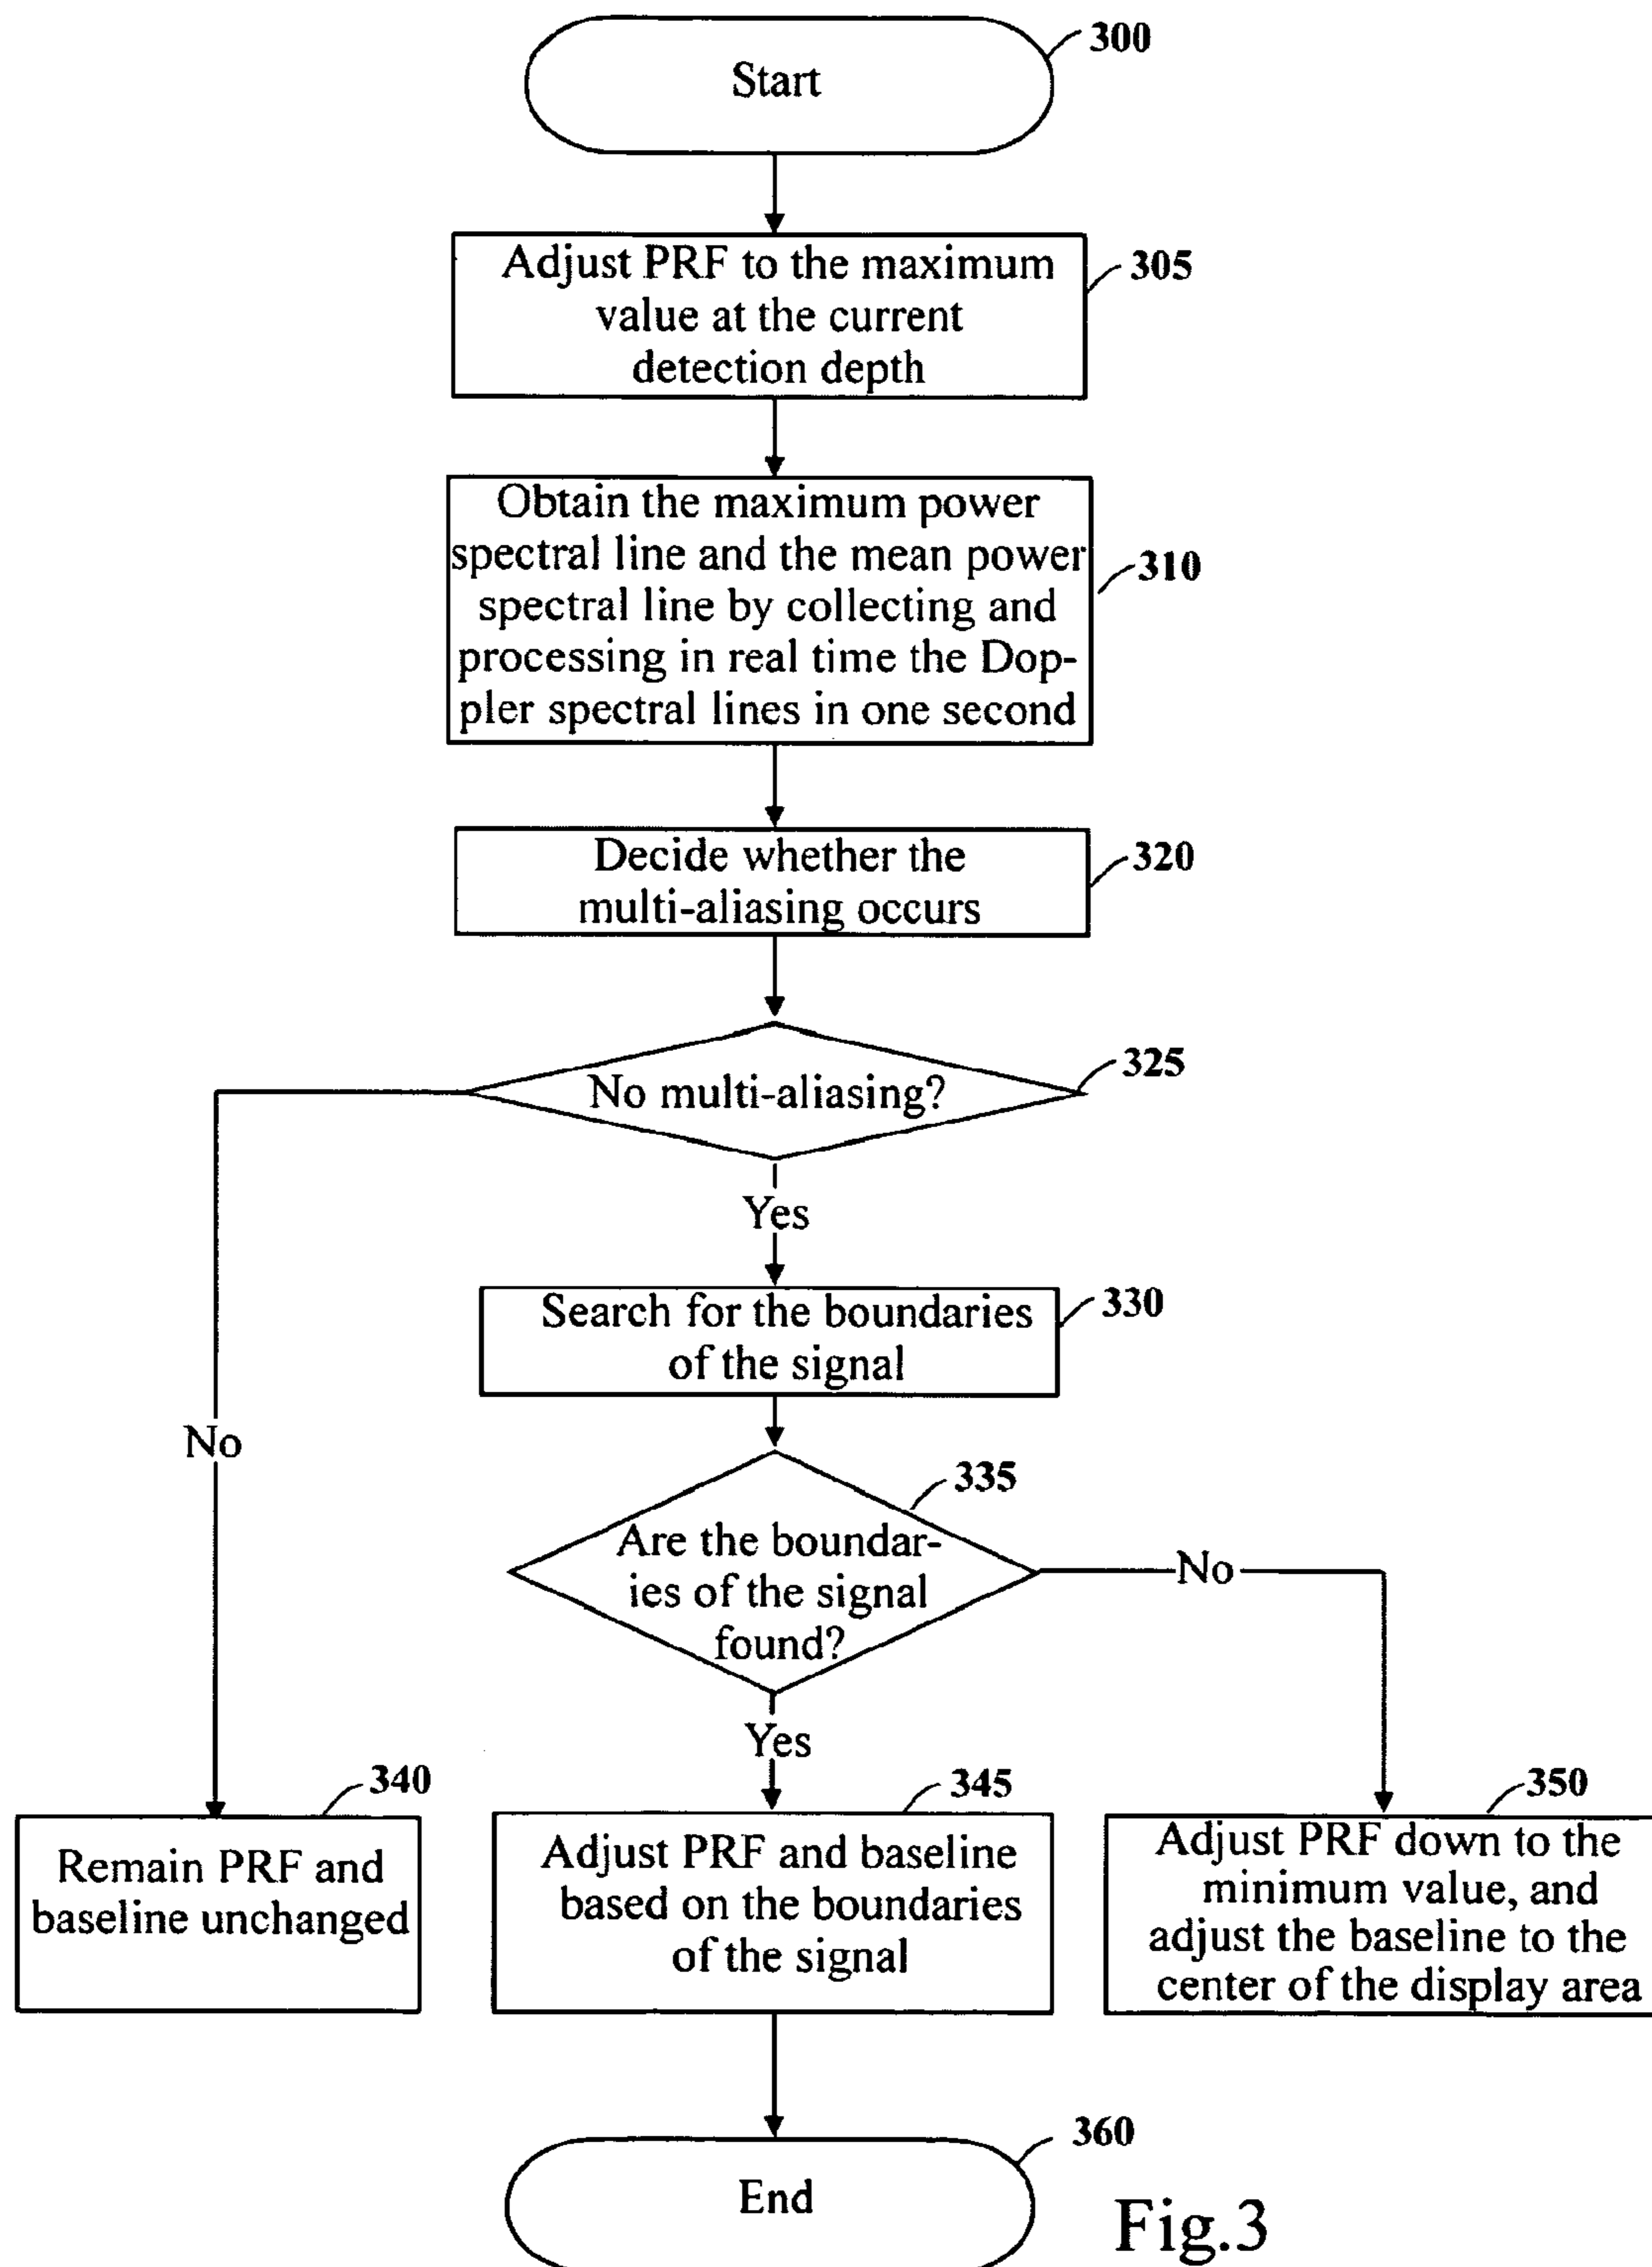 Start
300
Adjust PRF to the maximum
value at the current
detection depth
305
Obtain the maximum power
spectral line and the mean power
spectral line by collecting and
processing in real time the Dop-
pler spectral lines in one second
310
Decide whether the
multi-aliasing occurs
320
No multi-aliasing?
325
Yes
Search for the boundaries
of the signal
330
No
Are the boundar-
ies of the signal
found?
335
No
Yes
Remain PRF and
baseline unchanged
340
Adjust PRF and baseline
based on the boundaries
of the signal
345
Adjust PRF down to the
minimum value, and
adjust the baseline to the
center of the display area
350
End
360
Fig.3